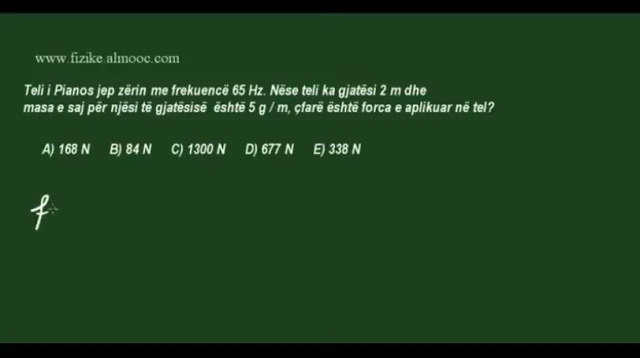 www.fizike.almooc.com
Teli i Pianos jep zërin me frekuencë 65 Hz. Nëse teli ka gjatësi 2 m dhe
masa e saj për njësi të gjatësisë është 5 g / m, çfarë është forca e aplikuar në tel?
A) 168 N B) 84 N C) 1300 N D) 677 N E) 338 N
f